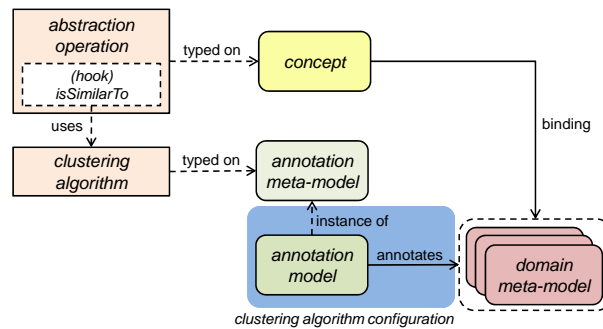 abstraction
operation
(hook)
isSimilarTo
typed on
concept
uses
binding
clustering
algorithm
typed on
annotation
meta-model
instance of
annotation
model
annotates
domain
meta-model
clustering algorithm configuration